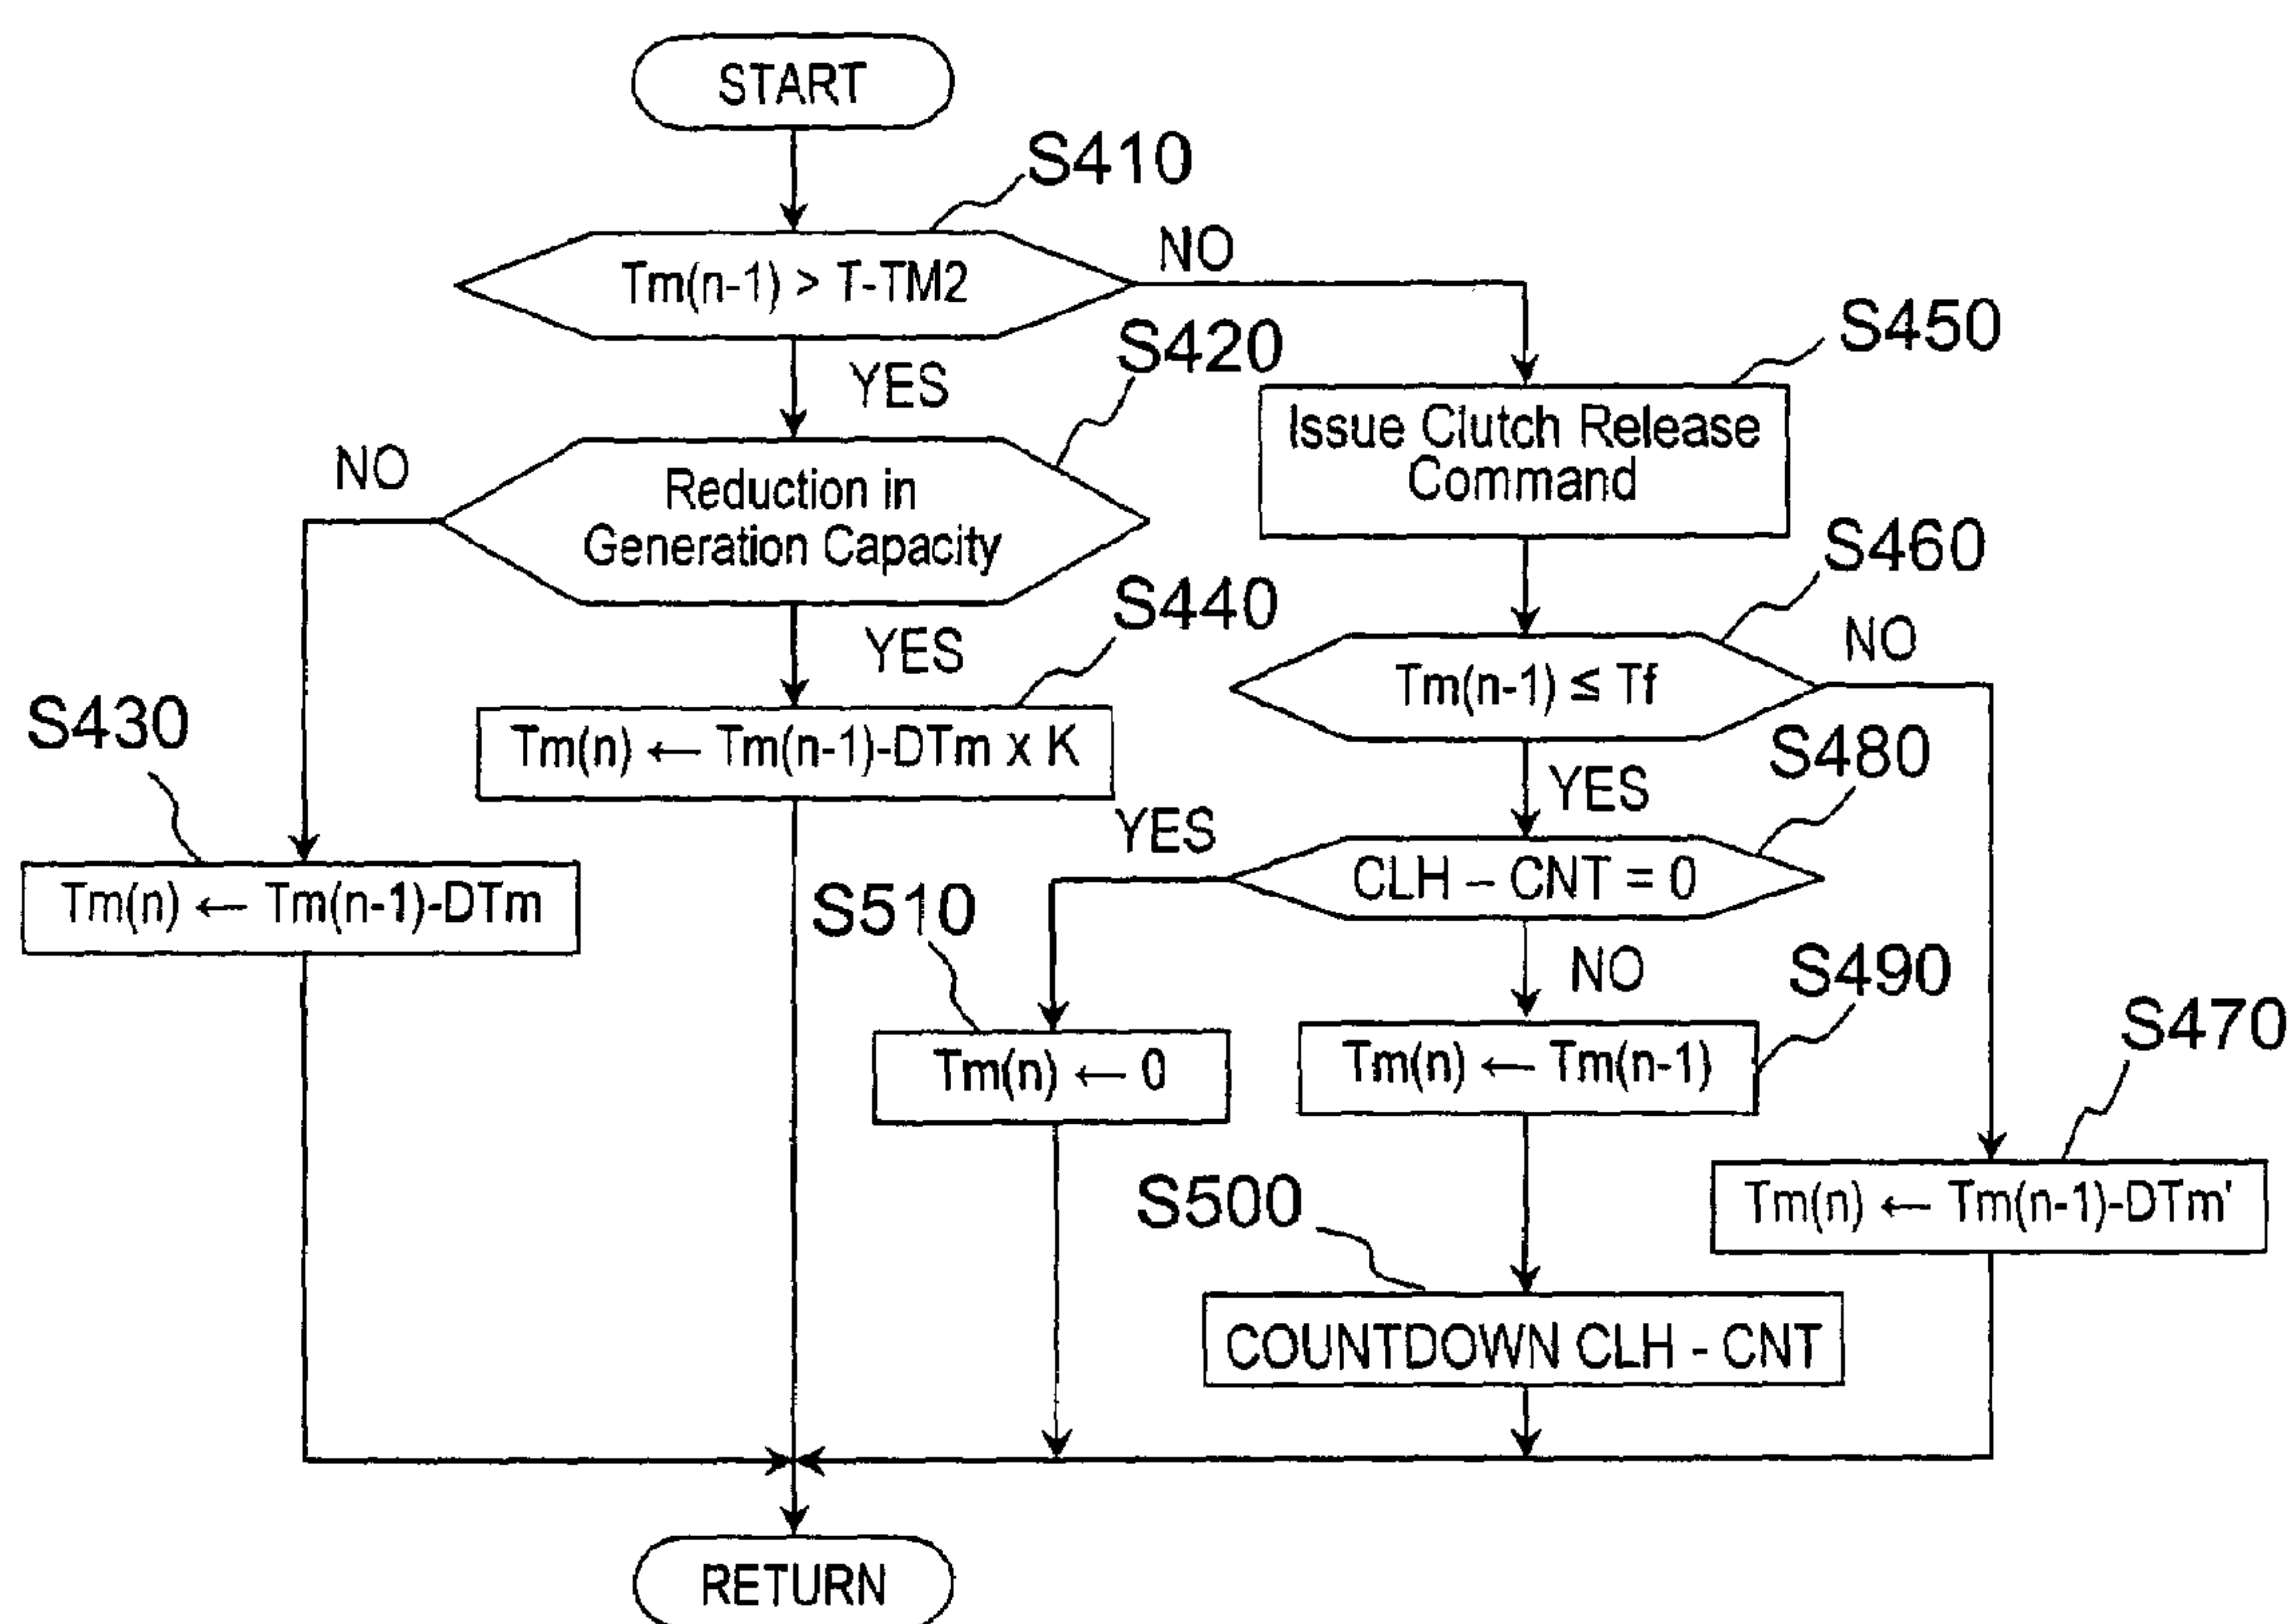 START
S410
Tm(n-1) > T-TM2
NO
YES
S420
Reduction in
Generation Capacity
NO
YES
S440
Tm(n) ← Tm(n-1)-DTm x K
S430
Tm(n) ← Tm(n-1)-DTm
S450
Issue Clutch Release
Command
S460
Tm(n-1) ≤ Tf
NO
YES
S480
CLH – CNT = 0
YES
NO
S510
Tm(n) ← 0
S490
Tm(n) ← Tm(n-1)
S470
Tm(n) ← Tm(n-1)-DTm'
S500
COUNTDOWN CLH - CNT
RETURN